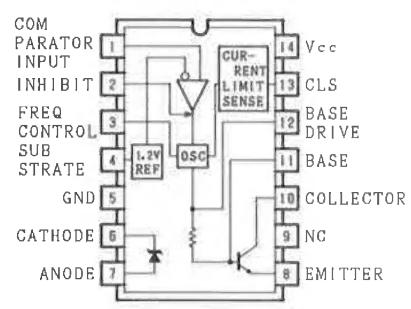 COM
PARATOR
INPUT
INHIBIT
FREQ
CONTROL
SUB
STRATE
GND
CATHODE
ANODE
1
2
3
4
5
6
7
CUR-
RENT
LIMIT
SENSE
1.2V
REF
OSC
14
13
12
11
10
9
8
Vcc
CLS
BASE
DRIVE
BASE
COLLECTOR
NC
EMITTER